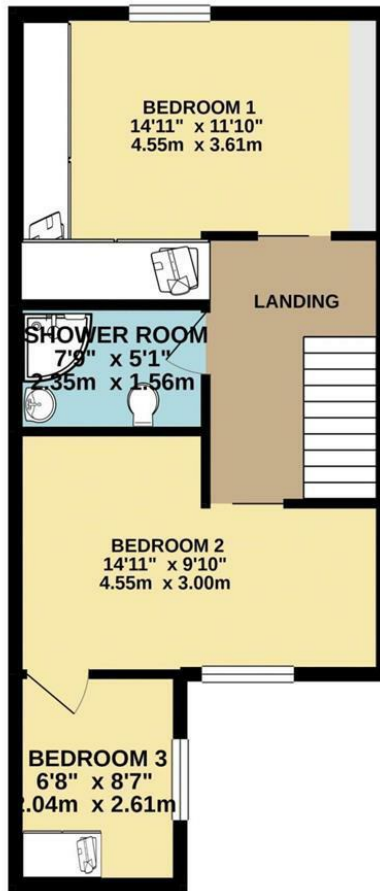 BEDROOM 1
14'11" x 11'10"
4.55m x 3.61m
LANDING
SHOWER ROOM
7'9" x 5'1"
2.35m x 1.56m
BEDROOM 2
14'11" x 9'10"
4.55m x 3.00m
BEDROOM 3
6'8" x 8'7"
2.04m x 2.61m